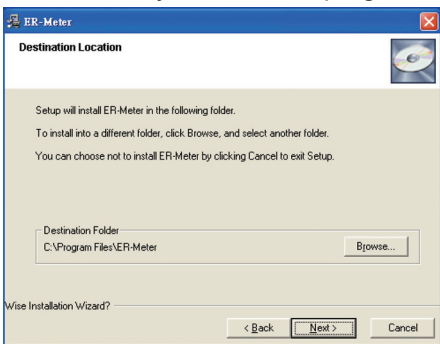 ER-Meter
Destination Location
Setup will install ER-Meter in the following folder.
To install into a different folder, click Browse, and select another folder.
You can choose not to install ER-Meter by clicking Cancel to exit Setup.
Destination Folder
C:\Program Files\ER-Meter
Browse...
Wise Installation Wizard?
< Back
Next >
Cancel